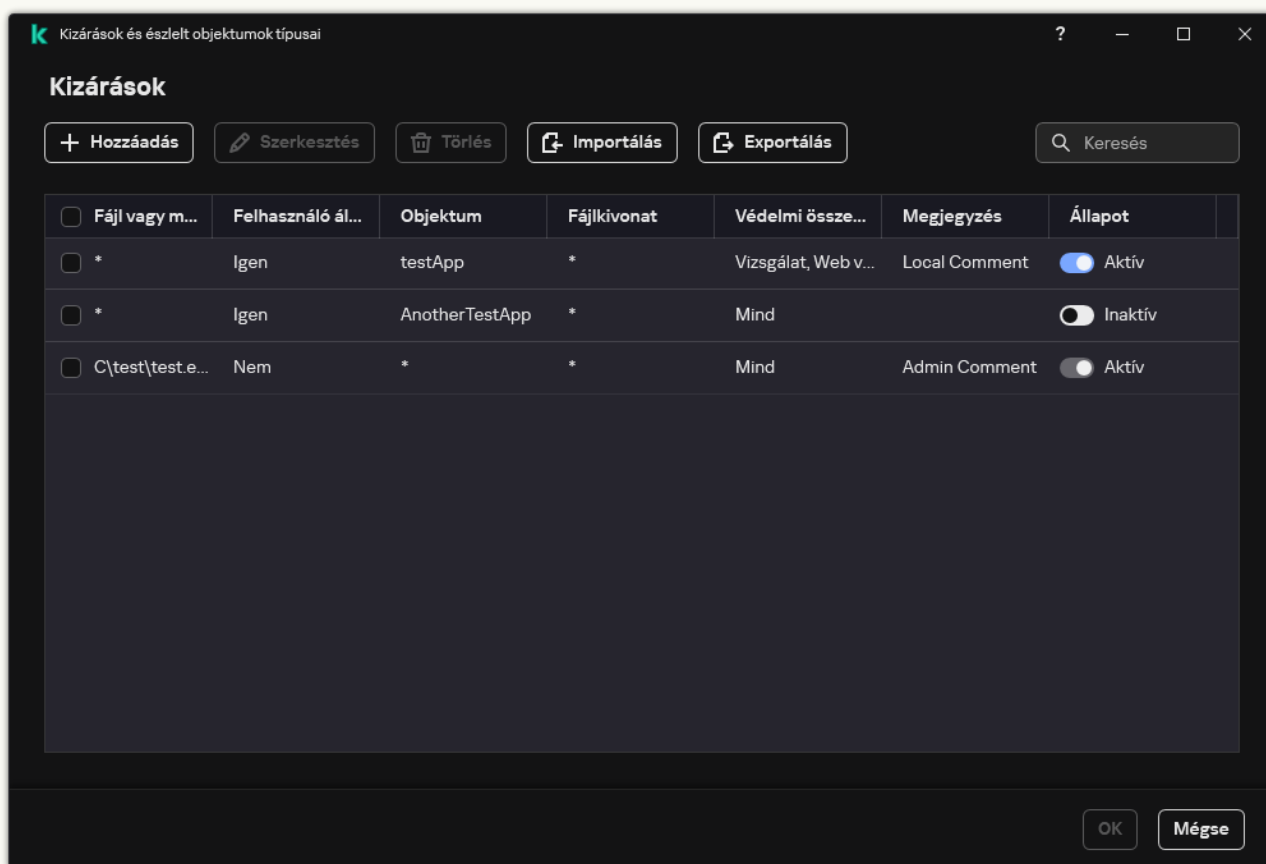 Kizárások és észlelt objektumok típusai
Kizárások
Hozzáadás Szerkesztés Törlés Importálás Exportálás Keresés
Fájl vagy m... Felhasználó ál... Objektum Fájlkivonat Védelmi össze... Megjegyzés Állapot
* Igen testApp * Vizsgálat, Web v... Local Comment Aktív
* Igen AnotherTestApp * Mind Inaktív
C\test\test.e... Nem * * Mind Admin Comment Aktív
OK Mégse